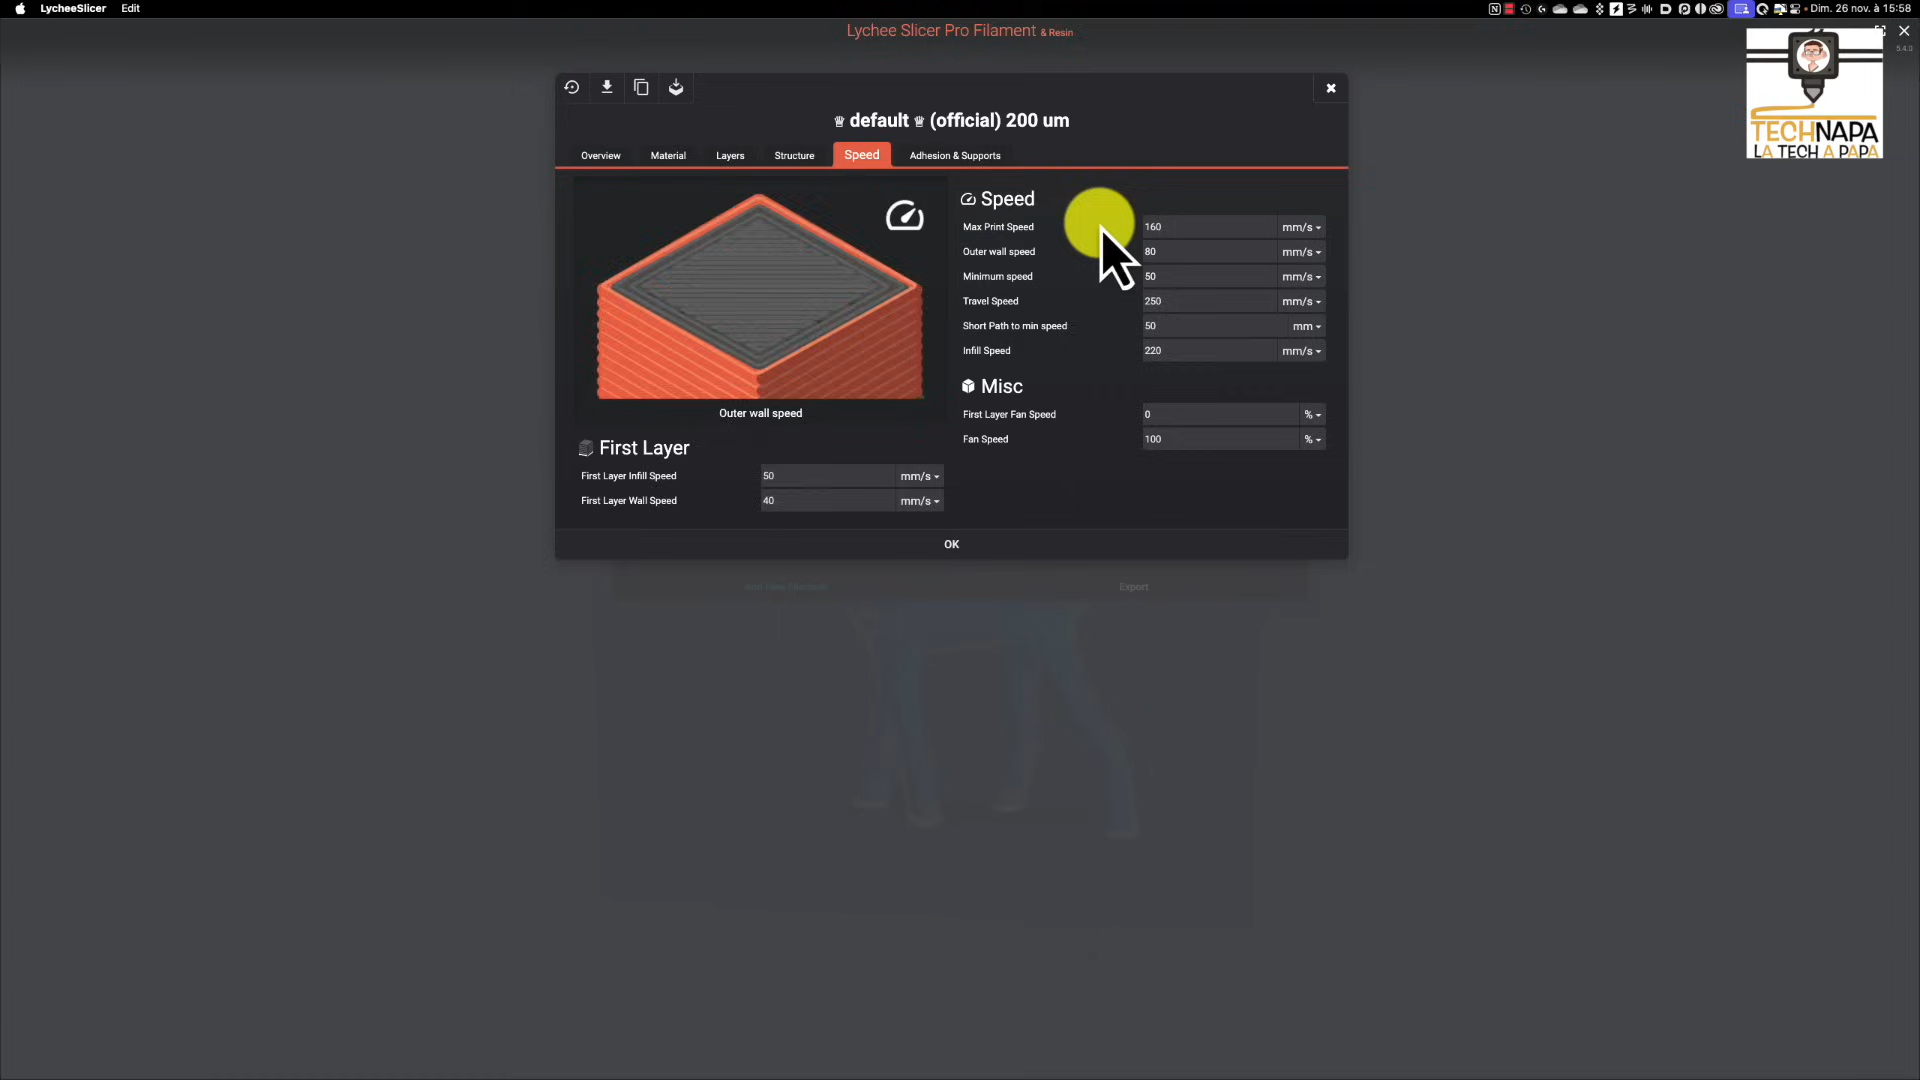 LycheeSlicer Edit
Dim. 26 nov. à 15:58
Lychee Slicer Pro Filament & Resin
5.4.0
TECHNAPA
LA TECH A PAPA
default (official) 200 um
Overview Material Layers Structure Speed Adhesion & Supports
Outer wall speed
First Layer
First Layer Infill Speed 50 mm/s
First Layer Wall Speed 40 mm/s
Speed
Max Print Speed 160 mm/s
Outer wall speed 80 mm/s
Minimum speed 50 mm/s
Travel Speed 250 mm/s
Short Path to min speed 50 mm
Infill Speed 220 mm/s
Misc
First Layer Fan Speed 0 %
Fan Speed 100 %
OK
Export